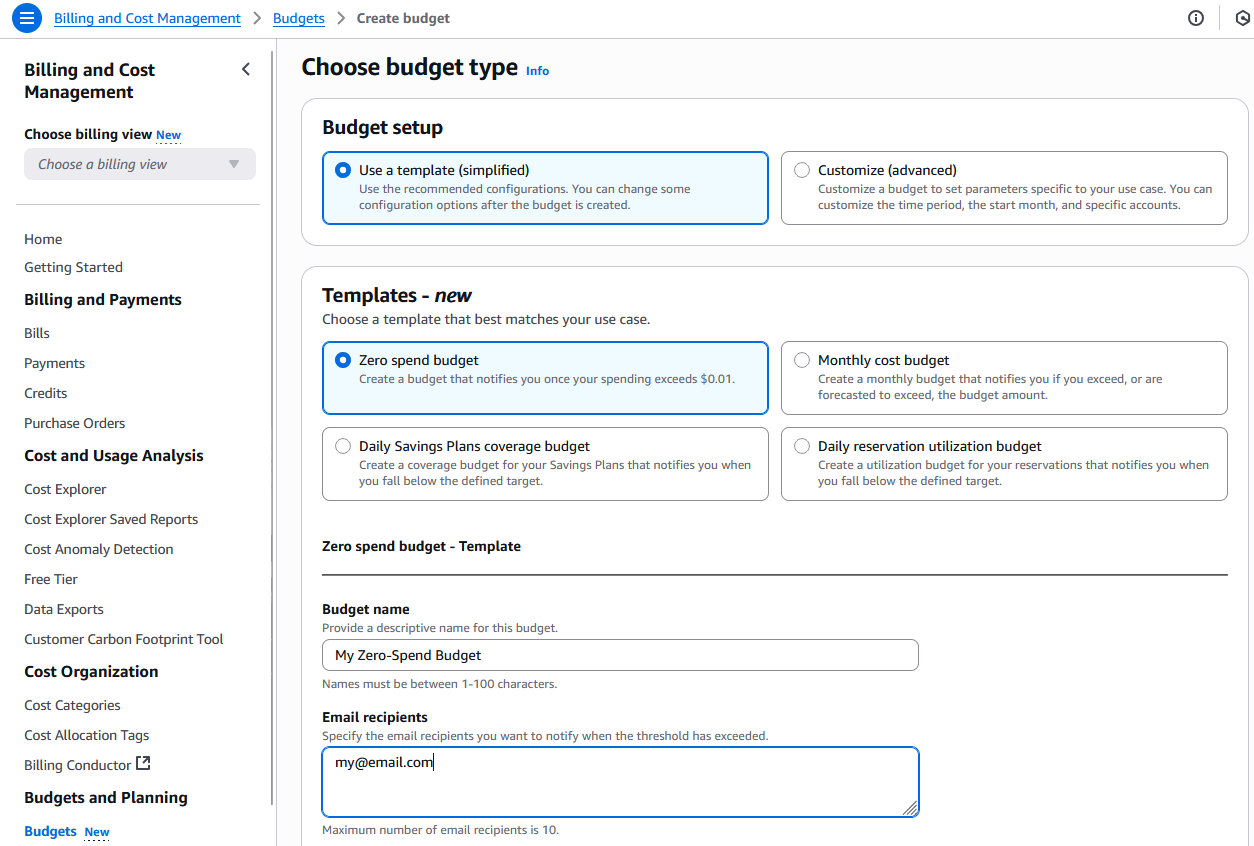 Billing and Cost Management > Budgets > Create budget
Billing and Cost
Management
Choose billing view New
Choose a billing view
Home
Getting Started
Billing and Payments
Bills
Payments
Credits
Purchase Orders
Cost and Usage Analysis
Cost Explorer
Cost Explorer Saved Reports
Cost Anomaly Detection
Free Tier
Data Exports
Customer Carbon Footprint Tool
Cost Organization
Cost Categories
Cost Allocation Tags
Billing Conductor
Budgets and Planning
Budgets New
Choose budget type Info
Budget setup
Use a template (simplified)
Use the recommended configurations. You can change some
configuration options after the budget is created.
Customize (advanced)
Customize a budget to set parameters specific to your use case. You can
customize the time period, the start month, and specific accounts.
Templates - new
Choose a template that best matches your use case.
Zero spend budget
Create a budget that notifies you once your spending exceeds $0.01.
Monthly cost budget
Create a monthly budget that notifies you if you exceed, or are
forecasted to exceed, the budget amount.
Daily Savings Plans coverage budget
Create a coverage budget for your Savings Plans that notifies you when
you fall below the defined target.
Daily reservation utilization budget
Create a utilization budget for your reservations that notifies you when
you fall below the defined target.
Zero spend budget - Template
Budget name
Provide a descriptive name for this budget.
My Zero-Spend Budget
Names must be between 1-100 characters.
Email recipients
Specify the email recipients you want to notify when the threshold has exceeded.
my@email.com
Maximum number of email recipients is 10.